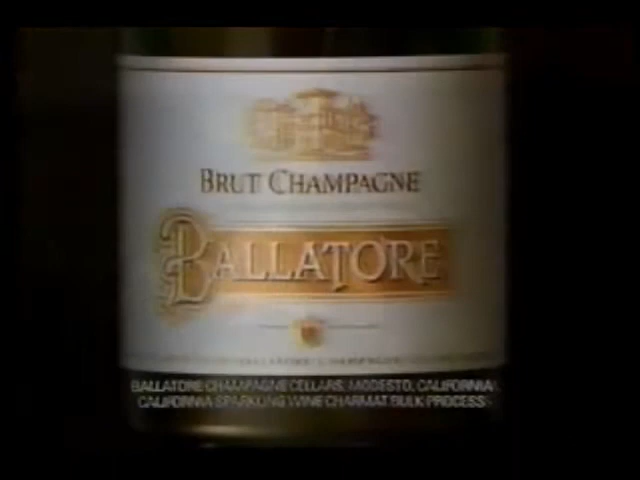 BRUT CHAMPAGNE
BALLATORE
BALLATORE CHAMPAGNE CELLARS, MODESTO, CALIFORNIA
CALIFORNIA SPARKLING WINE CHARMAT BULK PROCESS